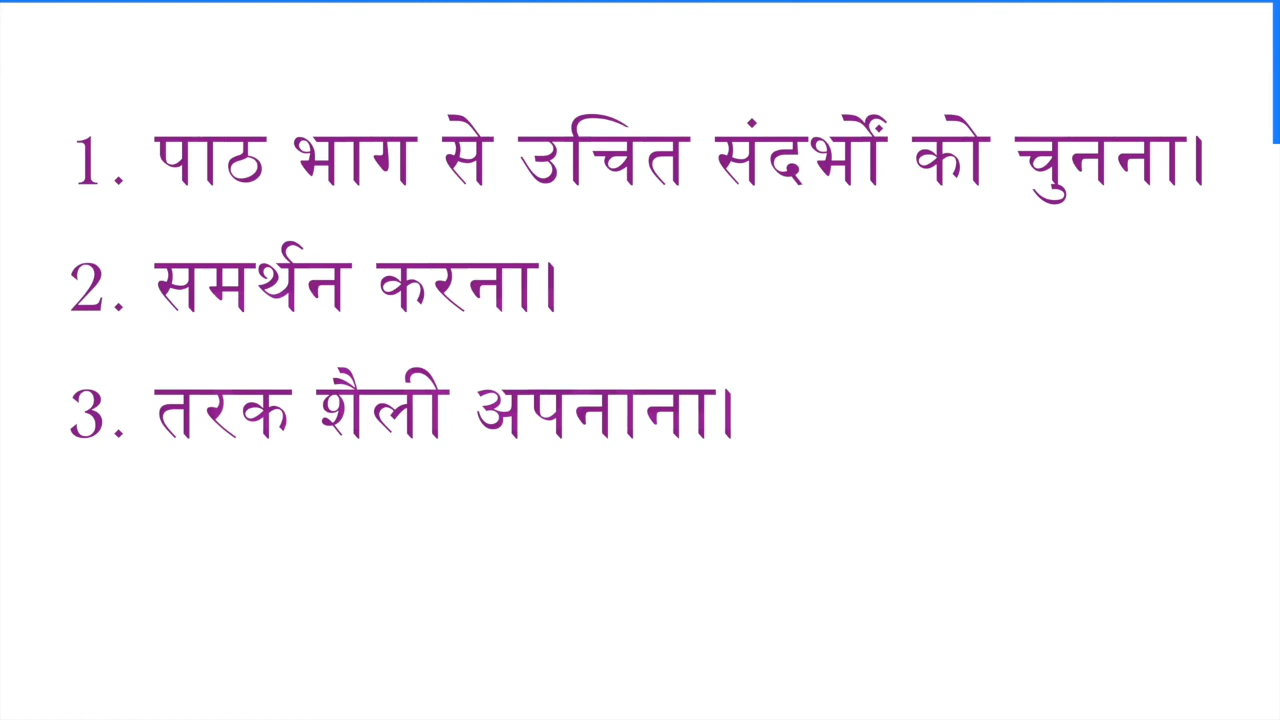 1. पाठ भाग से उचित संदर्भों को चुनना।
2. समर्थन करना।
3. तरक शैली अपनाना।